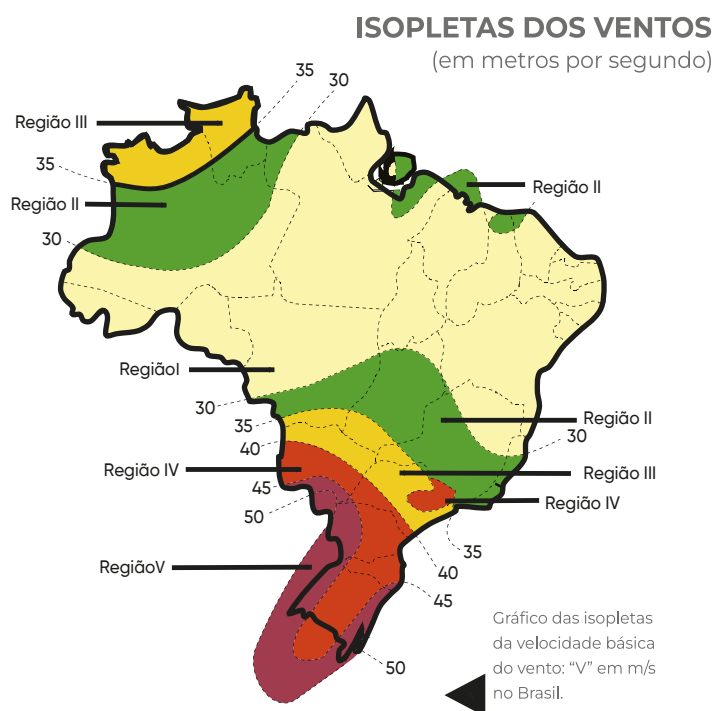 ISOPLETAS DOS VENTOS
(em metros por segundo)
35
30
Região III
35
Região II
Região II
30
RegiãoI
30
Região II
35
30
40
Região IV
Região III
45
Região IV
50
35
RegiãoV
40
45
50
Gráfico das isopletas
da velocidade básica
do vento: “V” em m/s
no Brasil.